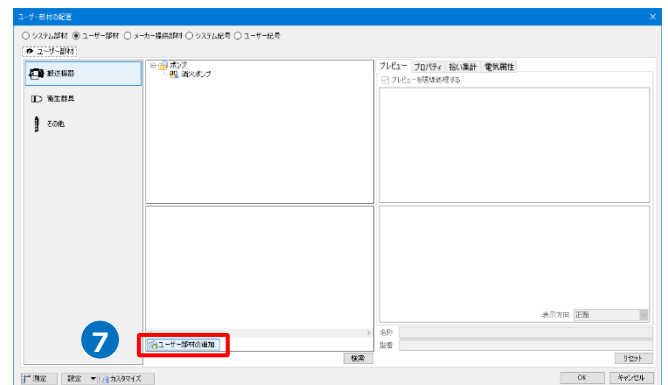 ユーザー部材の配置
システム部材 ユーザー部材 メーカー提供部材 システム記号 ユーザー記号
ユーザー部材
搬送機器
衛生器具
その他
ポンプ
消火ポンプ
プレビュー プロパティ 拾い集計 電気属性
プレビューを陰線処理する
表示方向 正面
7
ユーザー部材の追加
名称
型番
検索
リセット
測定 設定 カスタマイズ
OK キャンセル